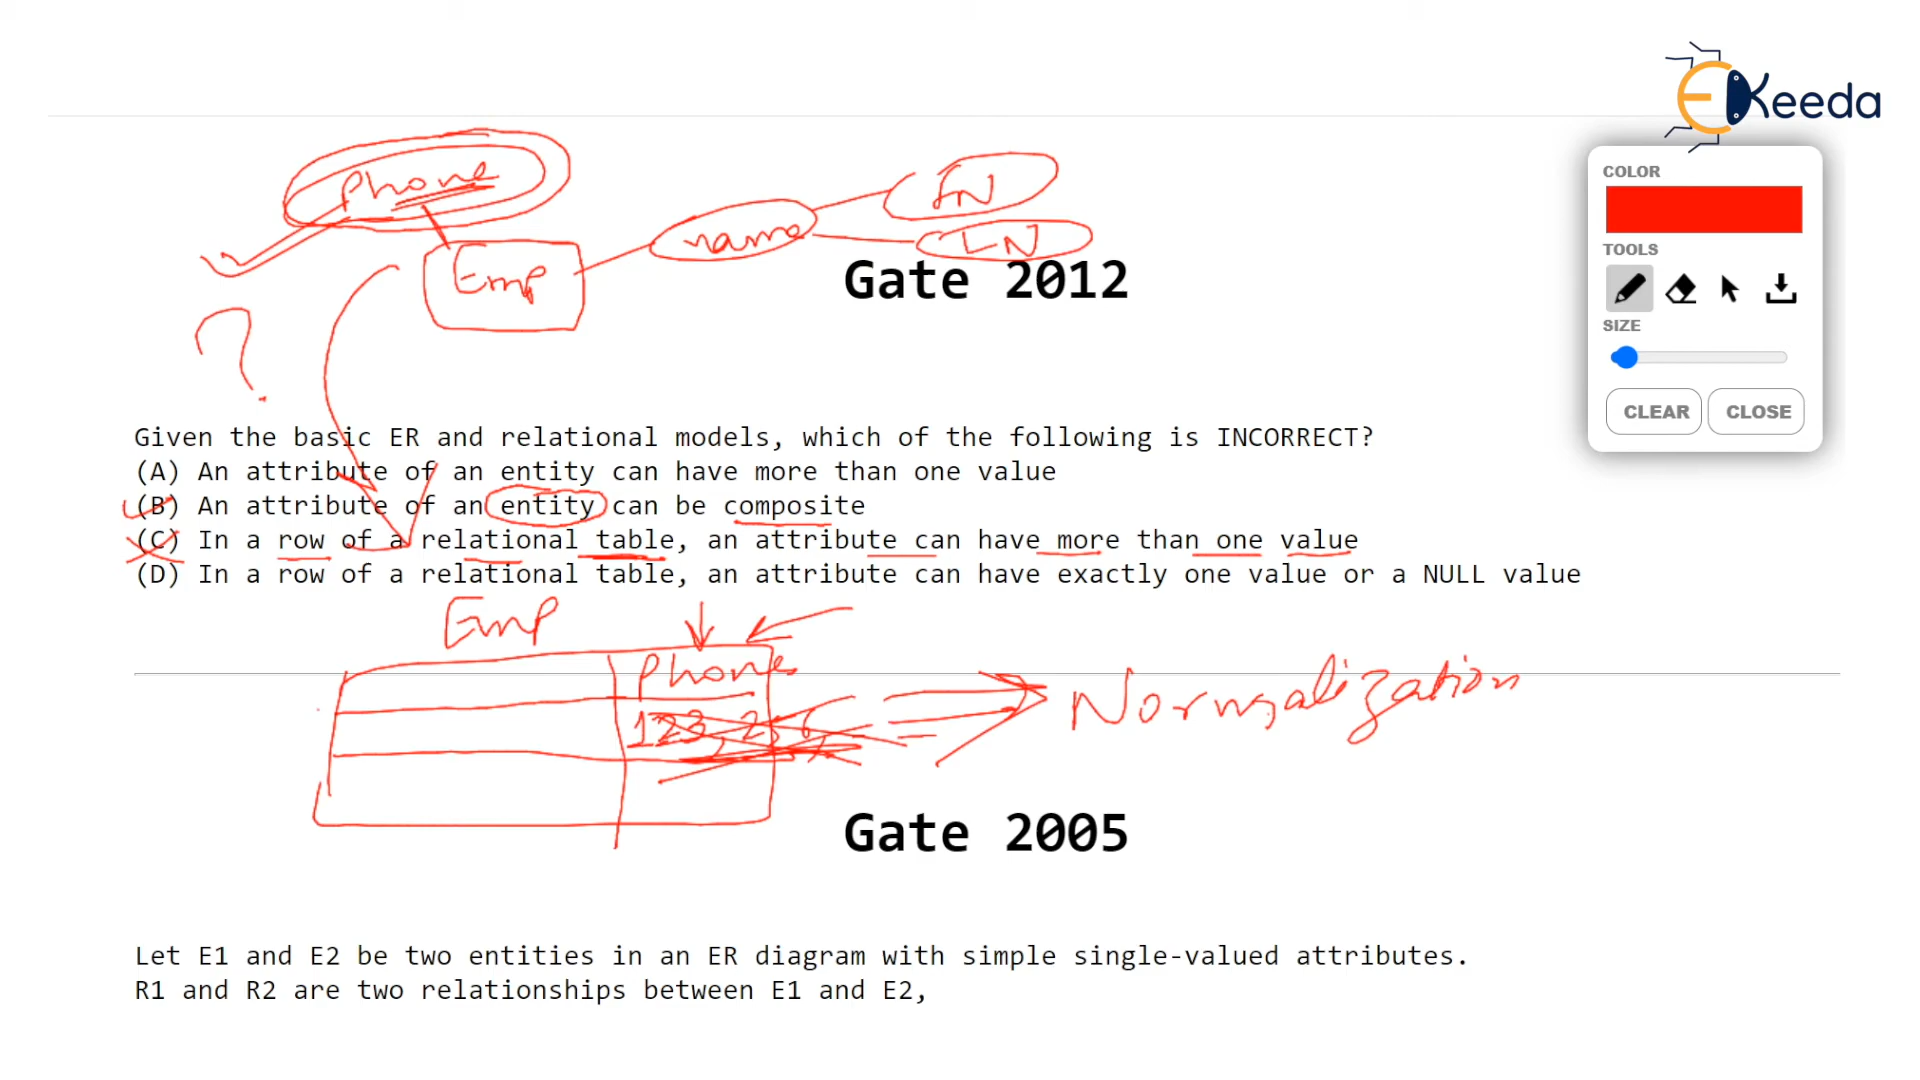 EKeeda
COLOR
TOOLS
SIZE
CLEAR CLOSE
Phone
name
FN
LN
Emp
?
Gate 2012
Given the basic ER and relational models, which of the following is INCORRECT?
(A) An attribute of an entity can have more than one value
(B) An attribute of an entity can be composite
(C) In a row of a relational table, an attribute can have more than one value
(D) In a row of a relational table, an attribute can have exactly one value or a NULL value
Emp
Phone
Normalization
123, 256,
Gate 2005
Let E1 and E2 be two entities in an ER diagram with simple single-valued attributes.
R1 and R2 are two relationships between E1 and E2,